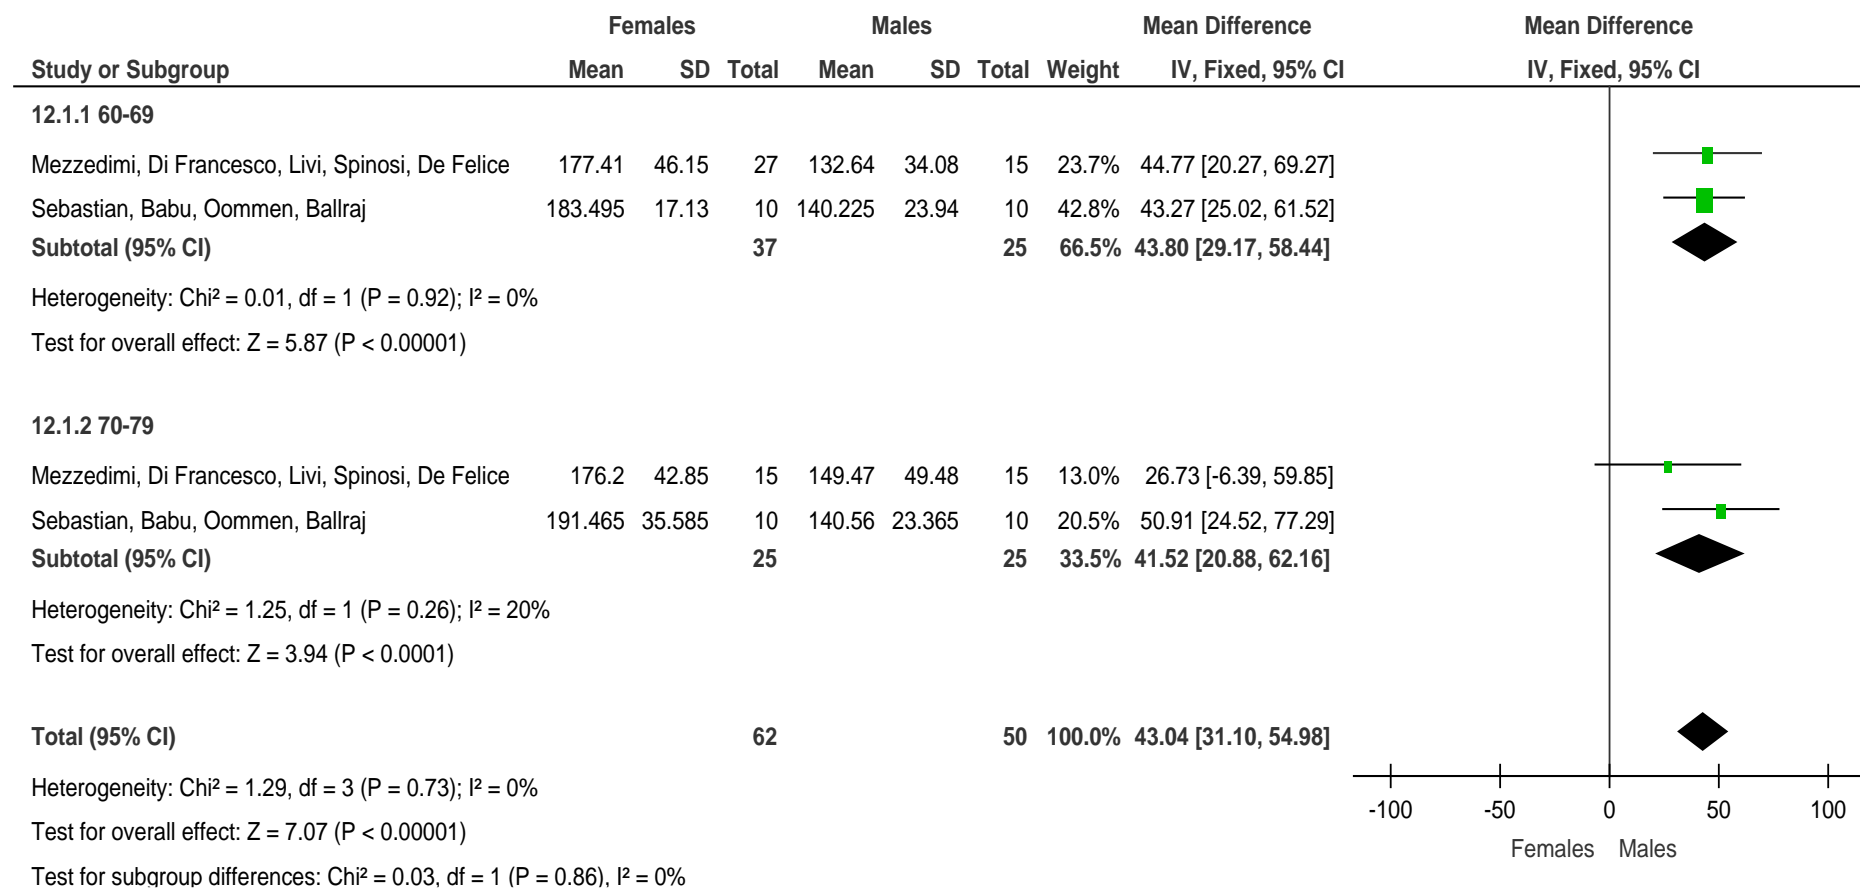 Females Males Mean Difference Mean Difference
Study or Subgroup Mean SD Total Mean SD Total Weight IV, Fixed, 95% CI IV, Fixed, 95% CI
12.1.1 60-69
Mezzedimi, Di Francesco, Livi, Spinosi, De Felice 177.41 46.15 27 132.64 34.08 15 23.7% 44.77 [20.27, 69.27]
Sebastian, Babu, Oommen, Ballraj 183.495 17.13 10 140.225 23.94 10 42.8% 43.27 [25.02, 61.52]
Subtotal (95% CI) 37 25 66.5% 43.80 [29.17, 58.44]
Heterogeneity: Chi² = 0.01, df = 1 (P = 0.92); I² = 0%
Test for overall effect: Z = 5.87 (P < 0.00001)
12.1.2 70-79
Mezzedimi, Di Francesco, Livi, Spinosi, De Felice 176.2 42.85 15 149.47 49.48 15 13.0% 26.73 [-6.39, 59.85]
Sebastian, Babu, Oommen, Ballraj 191.465 35.585 10 140.56 23.365 10 20.5% 50.91 [24.52, 77.29]
Subtotal (95% CI) 25 25 33.5% 41.52 [20.88, 62.16]
Heterogeneity: Chi² = 1.25, df = 1 (P = 0.26); I² = 20%
Test for overall effect: Z = 3.94 (P < 0.0001)
Total (95% CI) 62 50 100.0% 43.04 [31.10, 54.98]
Heterogeneity: Chi² = 1.29, df = 3 (P = 0.73); I² = 0%
Test for overall effect: Z = 7.07 (P < 0.00001)
Test for subgroup differences: Chi² = 0.03, df = 1 (P = 0.86), I² = 0%
-100 -50 0 50 100
Females Males